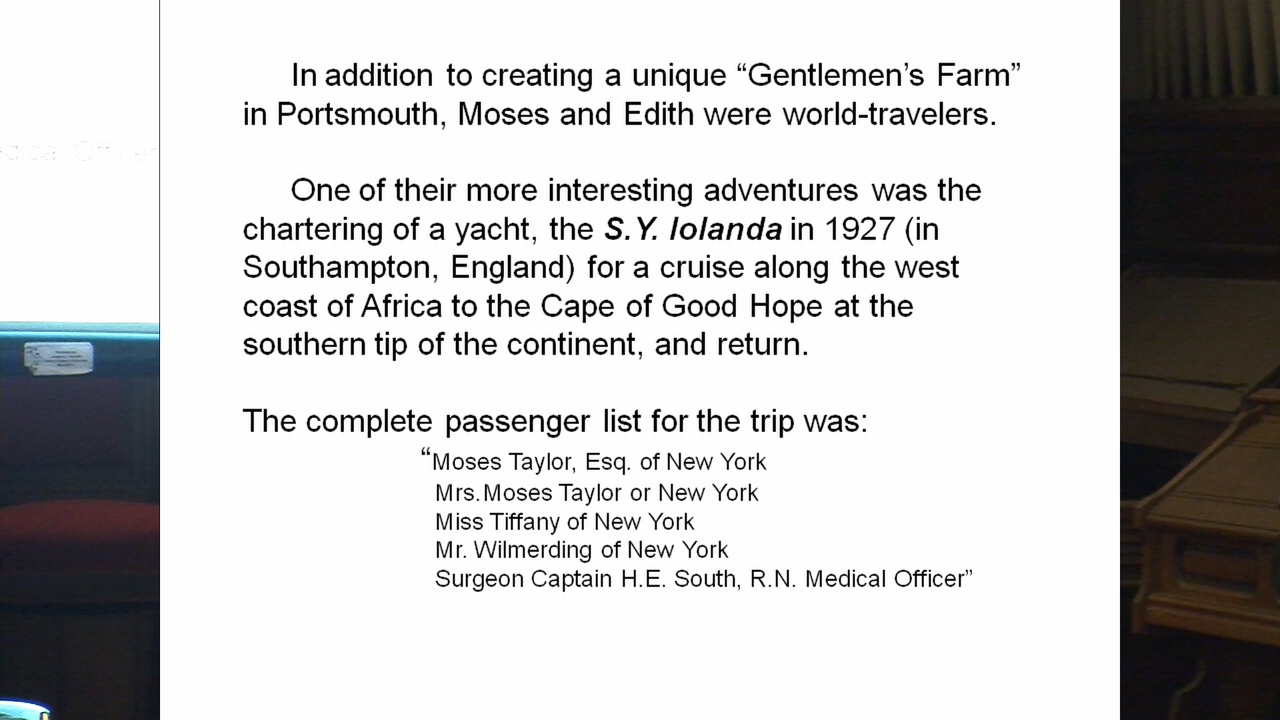 In addition to creating a unique “Gentlemen’s Farm”
in Portsmouth, Moses and Edith were world-travelers.
One of their more interesting adventures was the
chartering of a yacht, the S.Y. Iolanda in 1927 (in
Southampton, England) for a cruise along the west
coast of Africa to the Cape of Good Hope at the
southern tip of the continent, and return.
The complete passenger list for the trip was:
“Moses Taylor, Esq. of New York
Mrs. Moses Taylor or New York
Miss Tiffany of New York
Mr. Wilmerding of New York
Surgeon Captain H.E. South, R.N. Medical Officer”
dical Officer